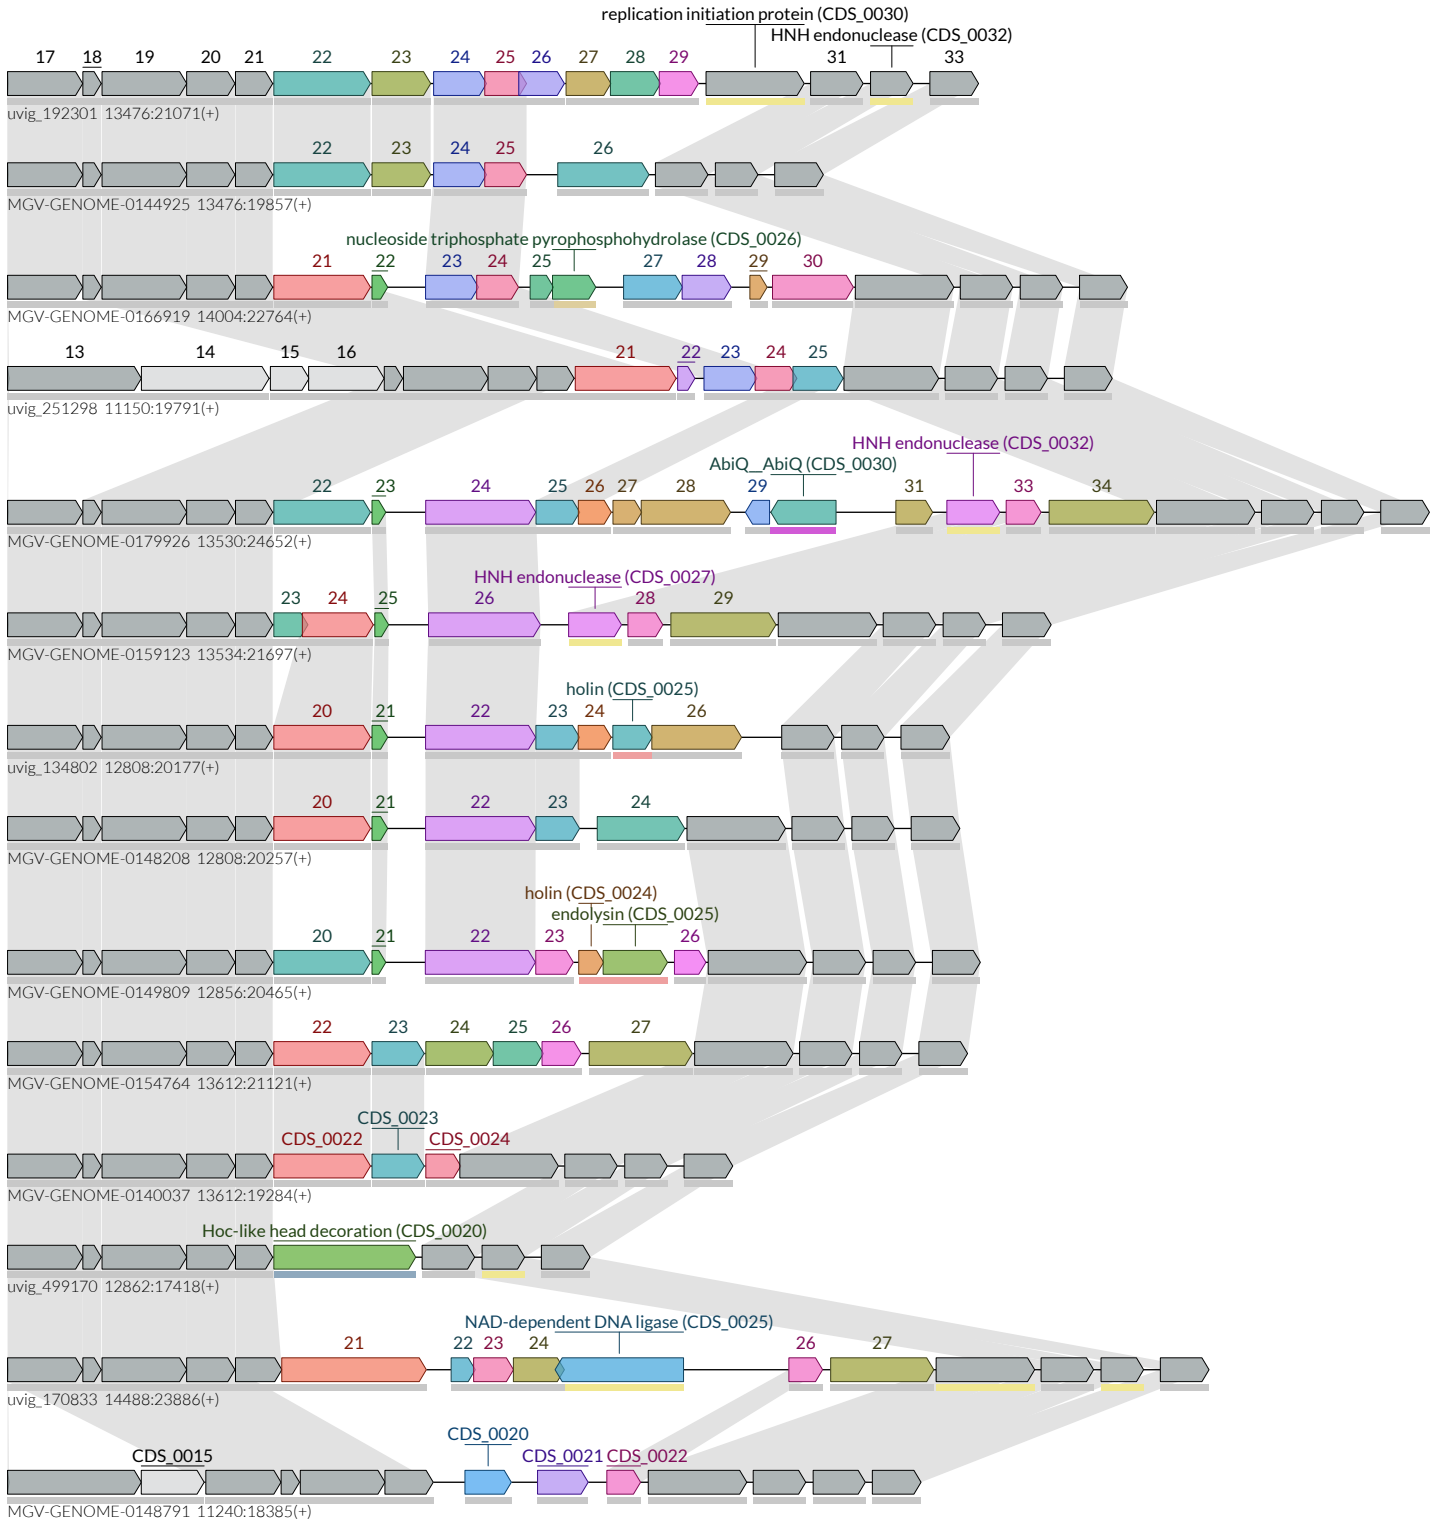 replication initiation protein (CDS_0030)
HNH endonuclease (CDS_0032)
17 18 19 20 21 22 23 24 25 26 27 28 29 31 33
uvig_192301 13476:21071(+)
22 23 24 25 26
MGV-GENOME-0144925 13476:19857(+)
nucleoside triphosphate pyrophosphohydrolase (CDS_0026)
21 22 23 24 25 27 28 29 30
MGV-GENOME-0166919 14004:22764(+)
13 14 15 16 21 22 23 24 25
uvig_251298 11150:19791(+)
HNH endonuclease (CDS_0032)
AbiQ__AbiQ (CDS_0030)
22 23 24 25 26 27 28 29 31 33 34
MGV-GENOME-0179926 13530:24652(+)
HNH endonuclease (CDS_0027)
23 24 25 26 28 29
MGV-GENOME-0159123 13534:21697(+)
holin (CDS_0025)
20 21 22 23 24 26
uvig_134802 12808:20177(+)
20 21 22 23 24
MGV-GENOME-0148208 12808:20257(+)
holin (CDS_0024)
endolysin (CDS_0025)
20 21 22 23 26
MGV-GENOME-0149809 12856:20465(+)
22 23 24 25 26 27
MGV-GENOME-0154764 13612:21121(+)
CDS_0023
CDS_0022 CDS_0024
MGV-GENOME-0140037 13612:19284(+)
Hoc-like head decoration (CDS_0020)
uvig_499170 12862:17418(+)
NAD-dependent DNA ligase (CDS_0025)
21 22 23 24 26 27
uvig_170833 14488:23886(+)
CDS_0020
CDS_0015 CDS_0021 CDS_0022
MGV-GENOME-0148791 11240:18385(+)